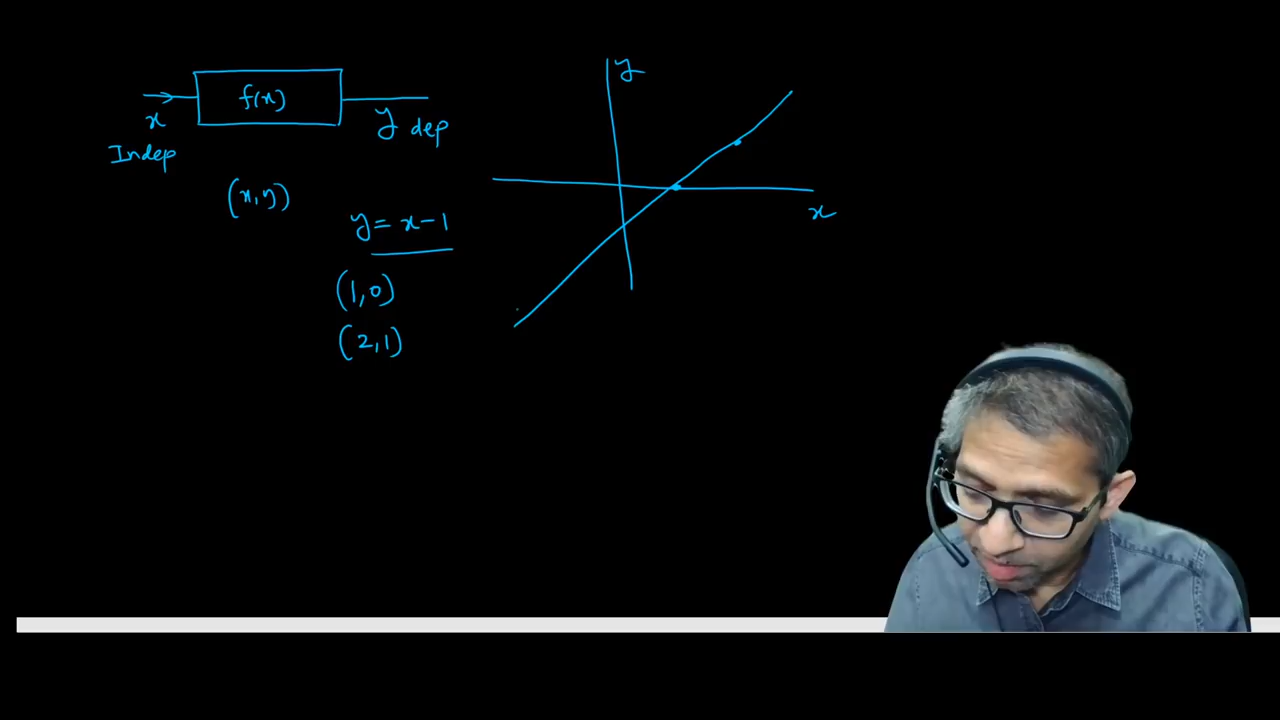 f(x)
x
y dep
Indep
(x,y)
y = x-1
(1,0)
(2,1)
y
x